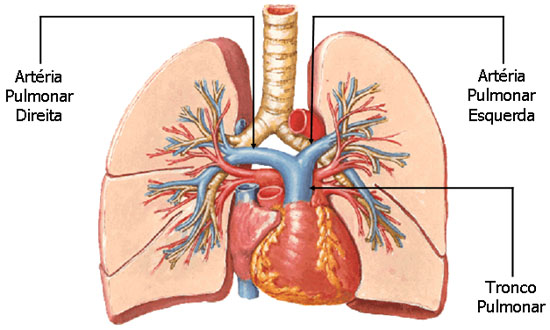 Artéria
Pulmonar
Direita
Artéria
Pulmonar
Esquerda
Tronco
Pulmonar